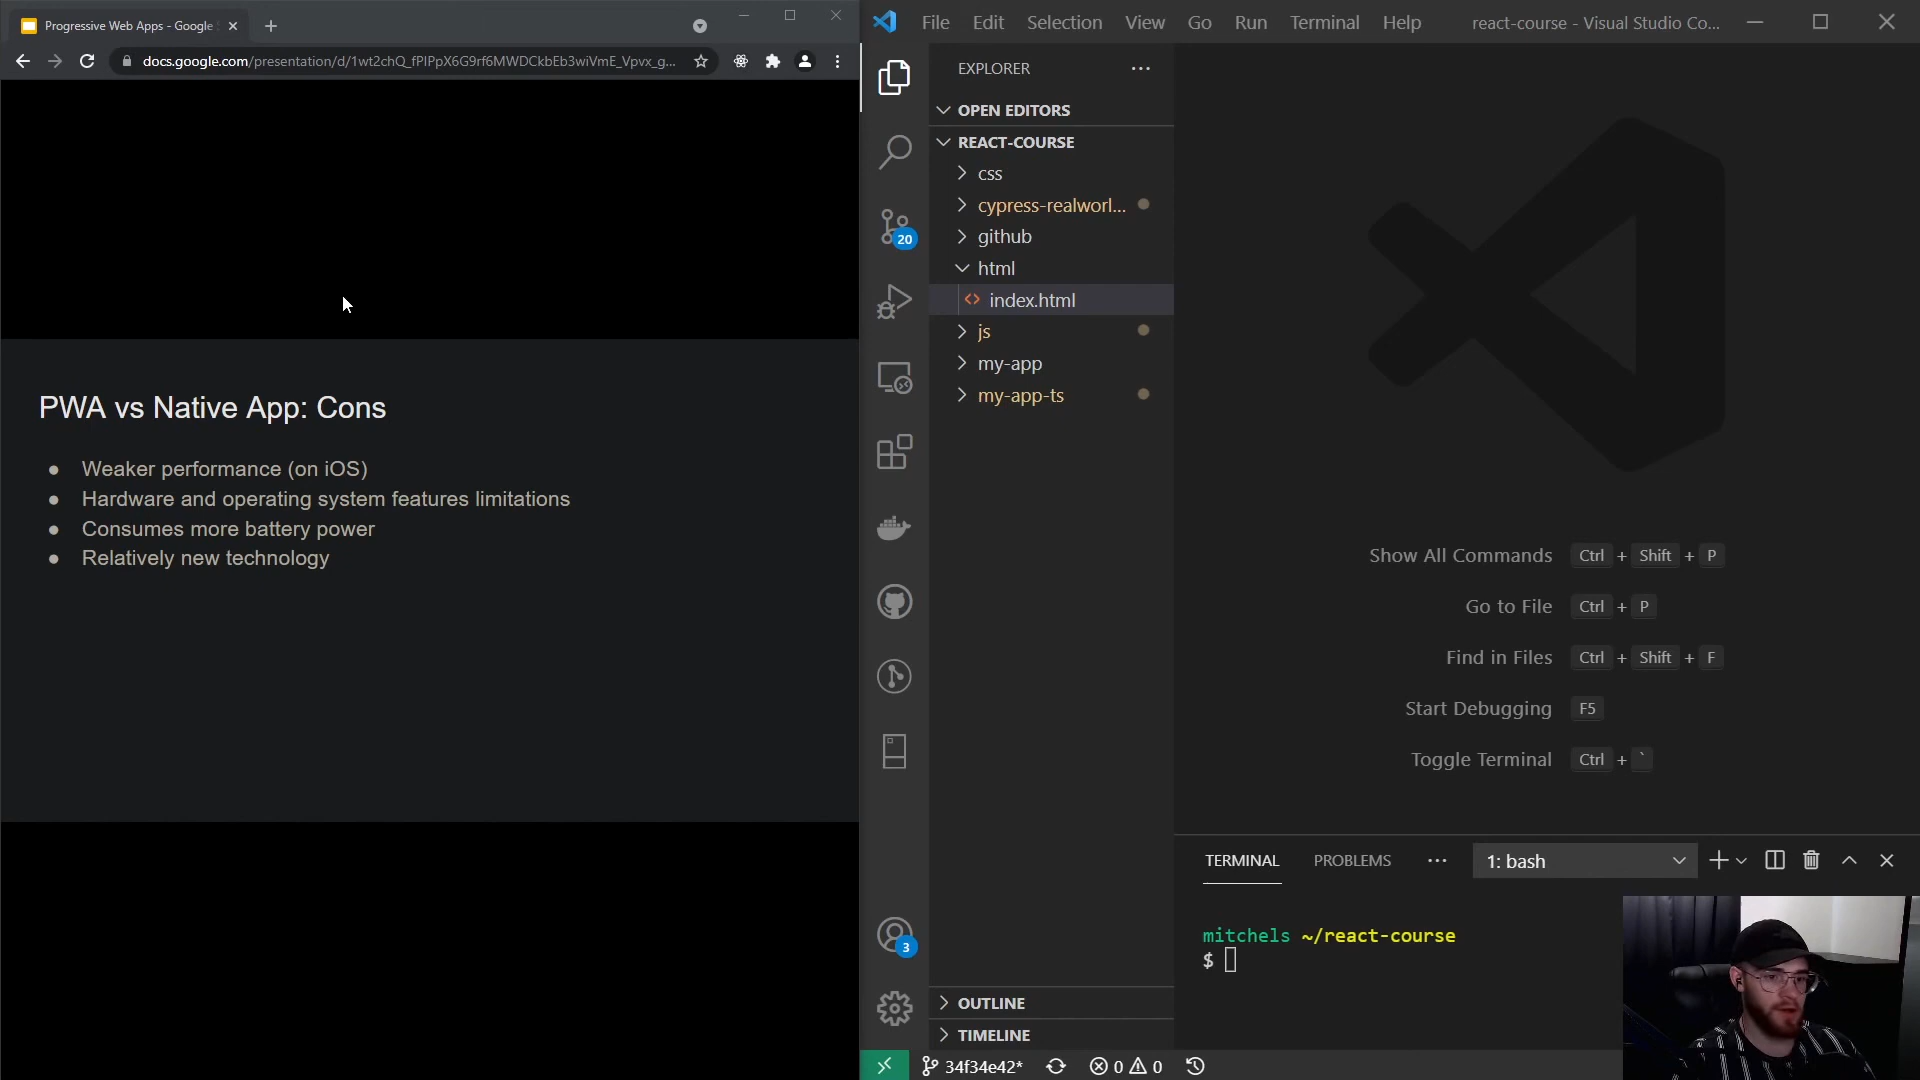 Progressive Web Apps - Google
docs.google.com/presentation/d/1wt2chQ_fPIPpX6G9rf6MWDCkbEb3wiVmE_Vpvx_g...
PWA vs Native App: Cons
● Weaker performance (on iOS)
● Hardware and operating system features limitations
● Consumes more battery power
● Relatively new technology
File Edit Selection View Go Run Terminal Help react-course - Visual Studio Co...
EXPLORER
OPEN EDITORS
REACT-COURSE
css
cypress-realworl...
github
html
<> index.html
js
my-app
my-app-ts
20
3
OUTLINE
TIMELINE
Show All Commands Ctrl + Shift + P
Go to File Ctrl + P
Find in Files Ctrl + Shift + F
Start Debugging F5
Toggle Terminal Ctrl + `
TERMINAL PROBLEMS ... 1: bash
mitchels ~/react-course
$
34f34e42* 0 0